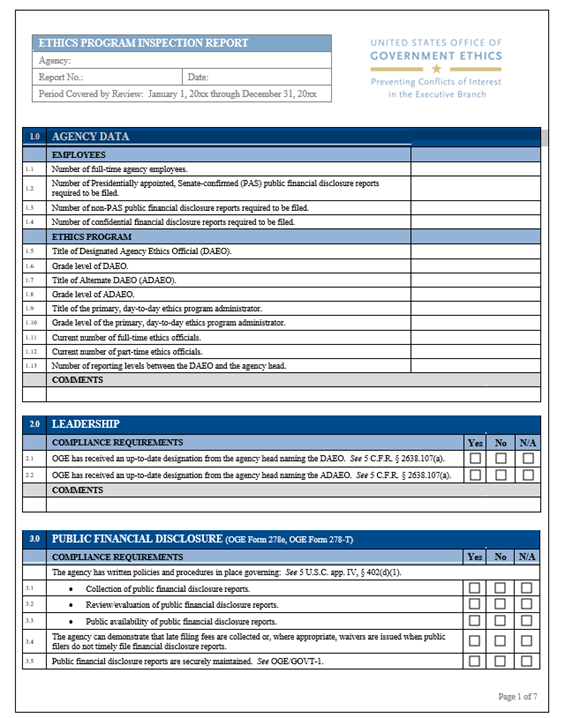 ETHICS PROGRAM INSPECTION REPORT
Agency:
Report No.: Date:
Period Covered by Review: January 1, 20xx through December 31, 20xx
UNITED STATES OFFICE OF
GOVERNMENT ETHICS
Preventing Conflicts of Interest
in the Executive Branch
1.0 AGENCY DATA
EMPLOYEES
1.1 Number of full-time agency employees.
1.2 Number of Presidentially appointed, Senate-confirmed (PAS) public financial disclosure reports
required to be filed.
1.3 Number of non-PAS public financial disclosure reports required to be filed.
1.4 Number of confidential financial disclosure reports required to be filed.
ETHICS PROGRAM
1.5 Title of Designated Agency Ethics Official (DAEO).
1.6 Grade level of DAEO.
1.7 Title of Alternate DAEO (ADAEO).
1.8 Grade level of ADAEO.
1.9 Title of the primary, day-to-day ethics program administrator.
1.10 Grade level of the primary, day-to-day ethics program administrator.
1.11 Current number of full-time ethics officials.
1.12 Current number of part-time ethics officials.
1.13 Number of reporting levels between the DAEO and the agency head.
COMMENTS
2.0 LEADERSHIP
COMPLIANCE REQUIREMENTS Yes No N/A
2.1 OGE has received an up-to-date designation from the agency head naming the DAEO. See 5 C.F.R. § 2638.107(a).
2.2 OGE has received an up-to-date designation from the agency head naming the ADAEO. See 5 C.F.R. § 2638.107(a).
COMMENTS
3.0 PUBLIC FINANCIAL DISCLOSURE (OGE Form 278e, OGE Form 278-T)
COMPLIANCE REQUIREMENTS Yes No N/A
The agency has written policies and procedures in place governing: See 5 U.S.C. app. IV, § 402(d)(1).
3.1 • Collection of public financial disclosure reports.
3.2 • Review/evaluation of public financial disclosure reports.
3.3 • Public availability of public financial disclosure reports.
3.4 The agency can demonstrate that late filing fees are collected or, where appropriate, waivers are issued when public
filers do not timely file financial disclosure reports.
3.5 Public financial disclosure reports are securely maintained. See OGE/GOVT-1.
Page 1 of 7